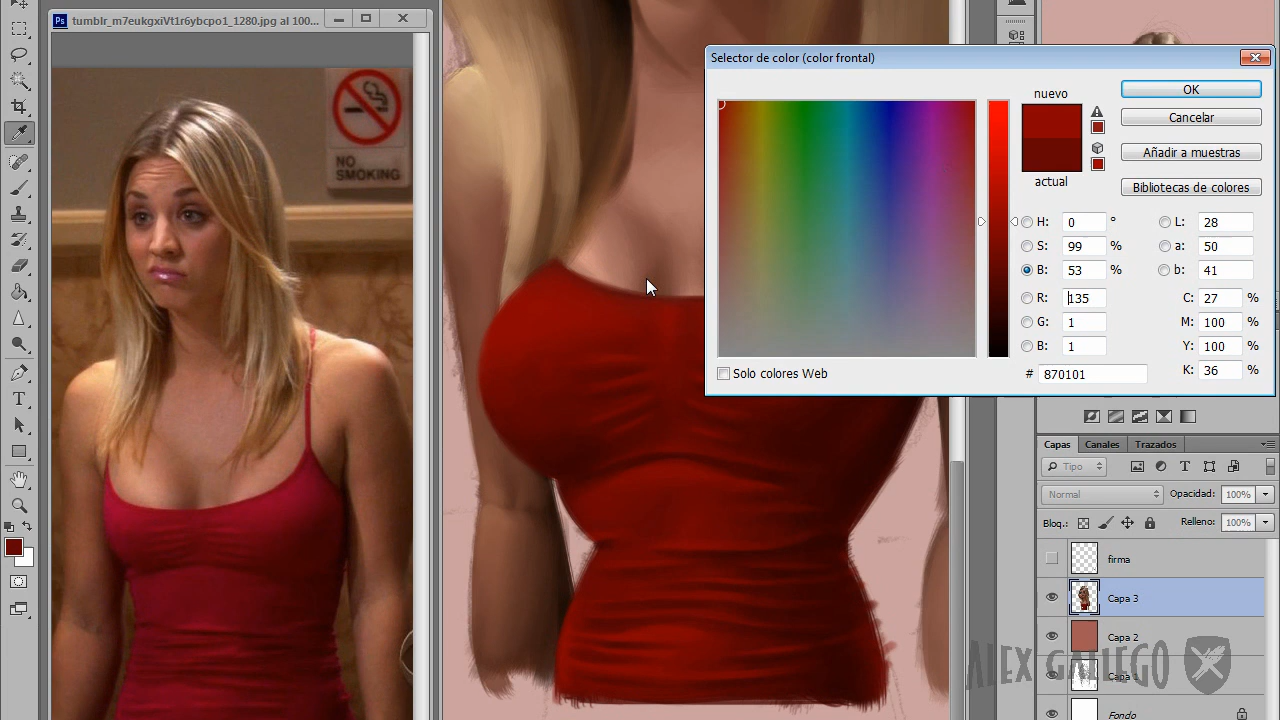 tumblr_m7eukgxiVt1r6ybcpo1_1280.jpg al 100...
NO
SMOKING
Selector de color (color frontal)
nuevo
actual
OK
Cancelar
Añadir a muestras
Bibliotecas de colores
H: 0 °
S: 99 %
B: 53 %
R: 135
G: 1
B: 1
L: 28
a: 50
b: 41
C: 27 %
M: 100 %
Y: 100 %
K: 36 %
# 870101
Solo colores Web
Capas Canales Trazados
Tipo
Normal Opacidad: 100%
Bloq.: Relleno: 100%
firma
Capa 3
Capa 2
Capa
Fondo
ALEX GALLEGO